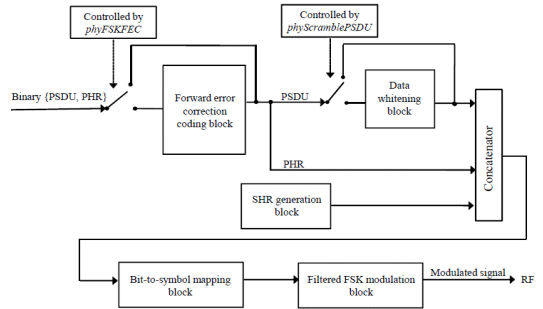 Controlled by
phyFSKFEC
Controlled by
phyScramblePSDU
Binary {PSDU, PHR}
Forward error
correction
coding block
PSDU
Data
whitening
block
PHR
SHR generation
block
Concatenator
Bit-to-symbol mapping
block
Filtered FSK modulation
block
Modulated signal
RF